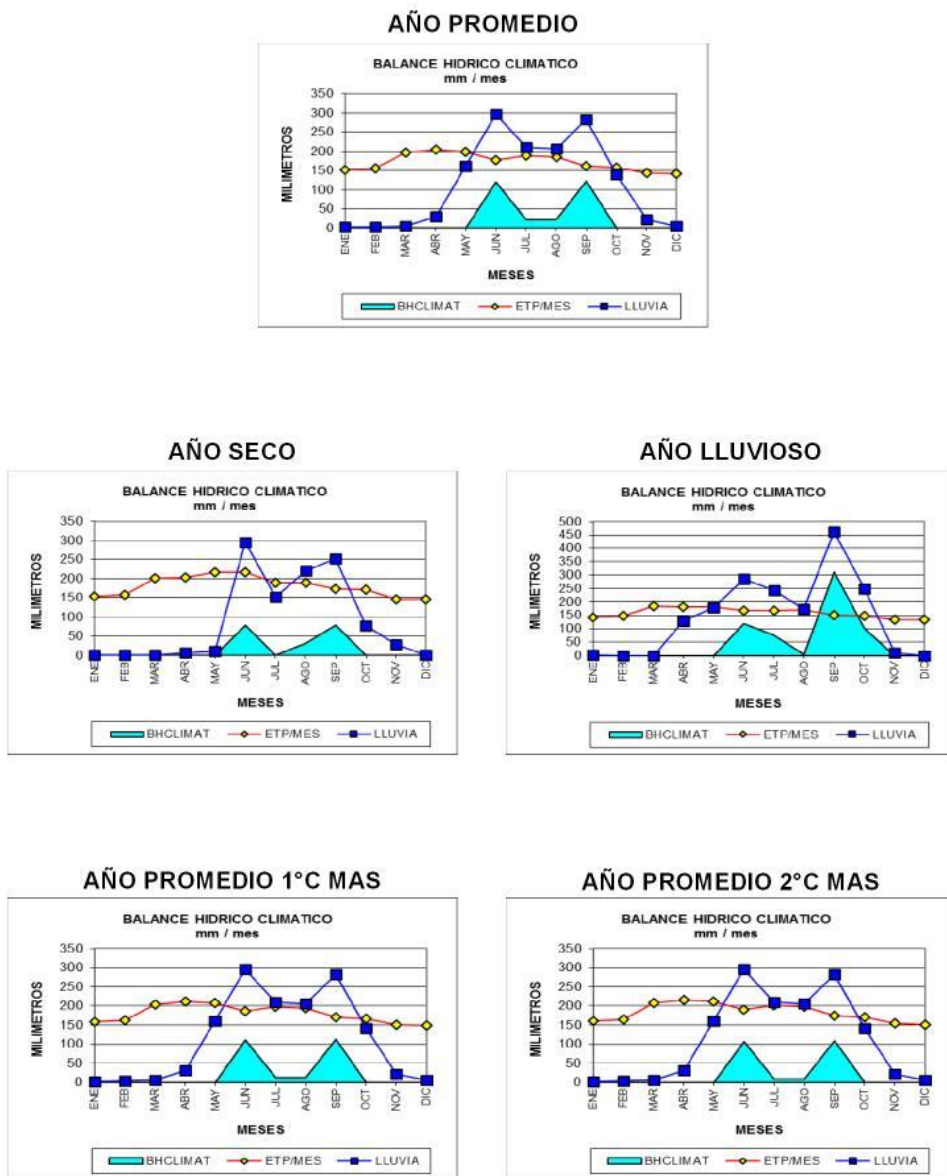 AÑO PROMEDIO
BALANCE HIDRICO CLIMATICO
mm / mes
MILIMETROS
350
300
250
200
150
100
50
0
ENE
FEB
MAR
ABR
MAY
JUN
JUL
AGO
SEP
OCT
NOV
DIC
MESES
BHCLIMAT ETP/MES LLUVIA
AÑO SECO
BALANCE HIDRICO CLIMATICO
mm / mes
MILIMETROS
350
300
250
200
150
100
50
0
ENE
FEB
MAR
ABR
MAY
JUN
JUL
AGO
SEP
OCT
NOV
DIC
MESES
BHCLIMAT ETP/MES LLUVIA
AÑO LLUVIOSO
BALANCE HIDRICO CLIMATICO
mm / mes
MILIMETROS
500
450
400
350
300
250
200
150
100
50
0
ENE
FEB
MAR
ABR
MAY
JUN
JUL
AGO
SEP
OCT
NOV
DIC
MESES
BHCLIMAT ETP/MES LLUVIA
AÑO PROMEDIO 1°C MAS
BALANCE HIDRICO CLIMATICO
mm / mes
MILIMETROS
350
300
250
200
150
100
50
0
ENE
FEB
MAR
ABR
MAY
JUN
JUL
AGO
SEP
OCT
NOV
DIC
MESES
BHCLIMAT ETP/MES LLUVIA
AÑO PROMEDIO 2°C MAS
BALANCE HIDRICO CLIMATICO
mm / mes
MILIMETROS
350
300
250
200
150
100
50
0
ENE
FEB
MAR
ABR
MAY
JUN
JUL
AGO
SEP
OCT
NOV
DIC
MESES
BHCLIMAT ETP/MES LLUVIA